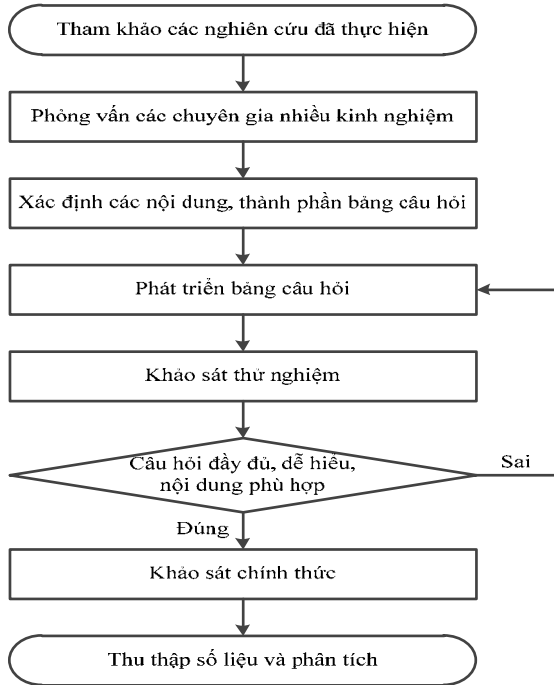 Tham khảo các nghiên cứu đã thực hiện
Phỏng vấn các chuyên gia nhiều kinh nghiệm
Xác định các nội dung, thành phần bảng câu hỏi
Phát triển bảng câu hỏi
Khảo sát thử nghiệm
Câu hỏi đầy đủ, dễ hiểu,
nội dung phù hợp
Sai
Đúng
Khảo sát chính thức
Thu thập số liệu và phân tích